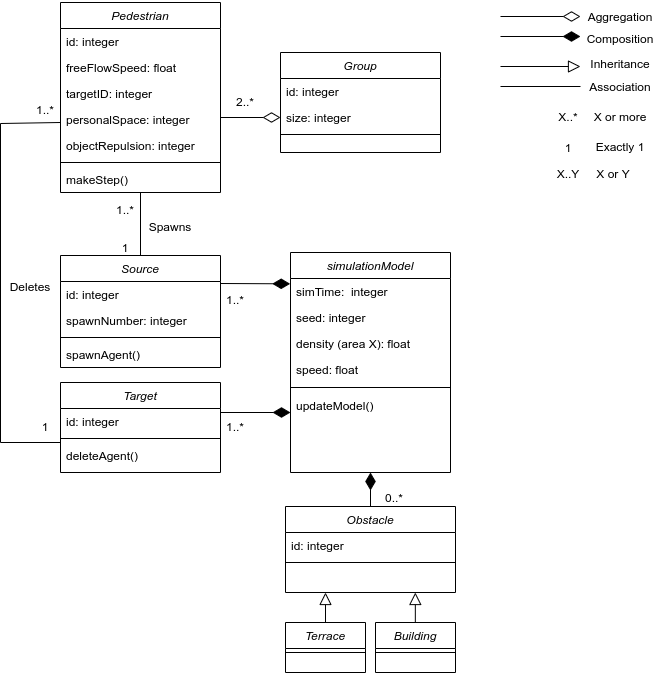 Pedestrian
id: integer
freeFlowSpeed: float
targetID: integer
personalSpace: integer
objectRepulsion: integer
makeStep()
Group
id: integer
size: integer
2..*
1..*
Aggregation
Composition
Inheritance
Association
X..* X or more
1 Exactly 1
X..Y X or Y
1..*
Spawns
1
Deletes
Source
id: integer
spawnNumber: integer
spawnAgent()
1..*
simulationModel
simTime: integer
seed: integer
density (area X): float
speed: float
updateModel()
Target
id: integer
deleteAgent()
1
1..*
0..*
Obstacle
id: integer
Terrace
Building